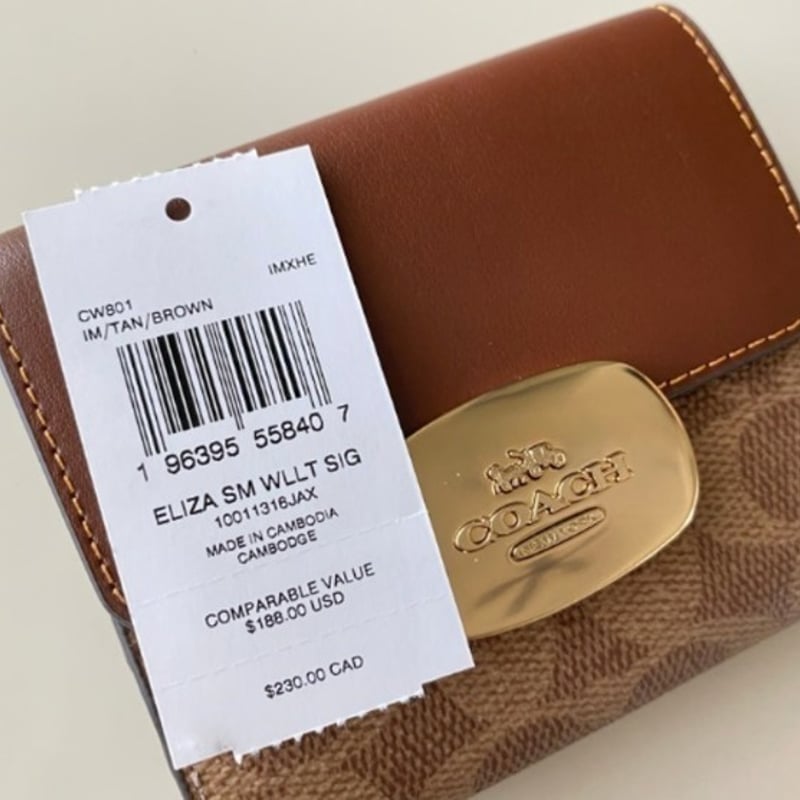 IMXHE
CW801
IM/TAN/BROWN
1 96395 55840 7
ELIZA SM WLLT SIG
10011316JAX
MADE IN CAMBODIA
CAMBODGE
COMPARABLE VALUE
$188.00 USD
$230.00 CAD
COACH
NEW YORK